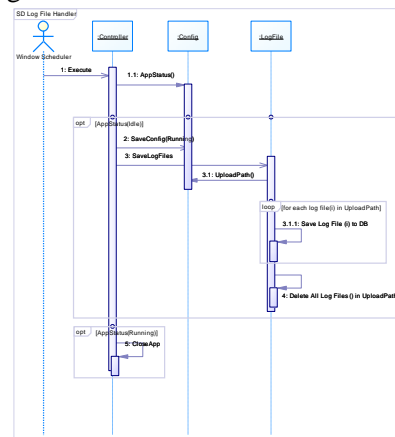 SD Log File Handler
:Controller
:Config
:LogFile
Window Scheduler
1: Execute
1.1: AppStatus()
opt
[AppStatus(Idle)]
2: SaveConfig(Running)
3: SaveLogFiles
3.1: UploadPath()
loop
[for each log file(i) in UploadPath]
3.1.1: Save Log File (i) to DB
4: Delete All Log Files () in UploadPath
opt
[AppStatus(Running)]
5: CloseApp